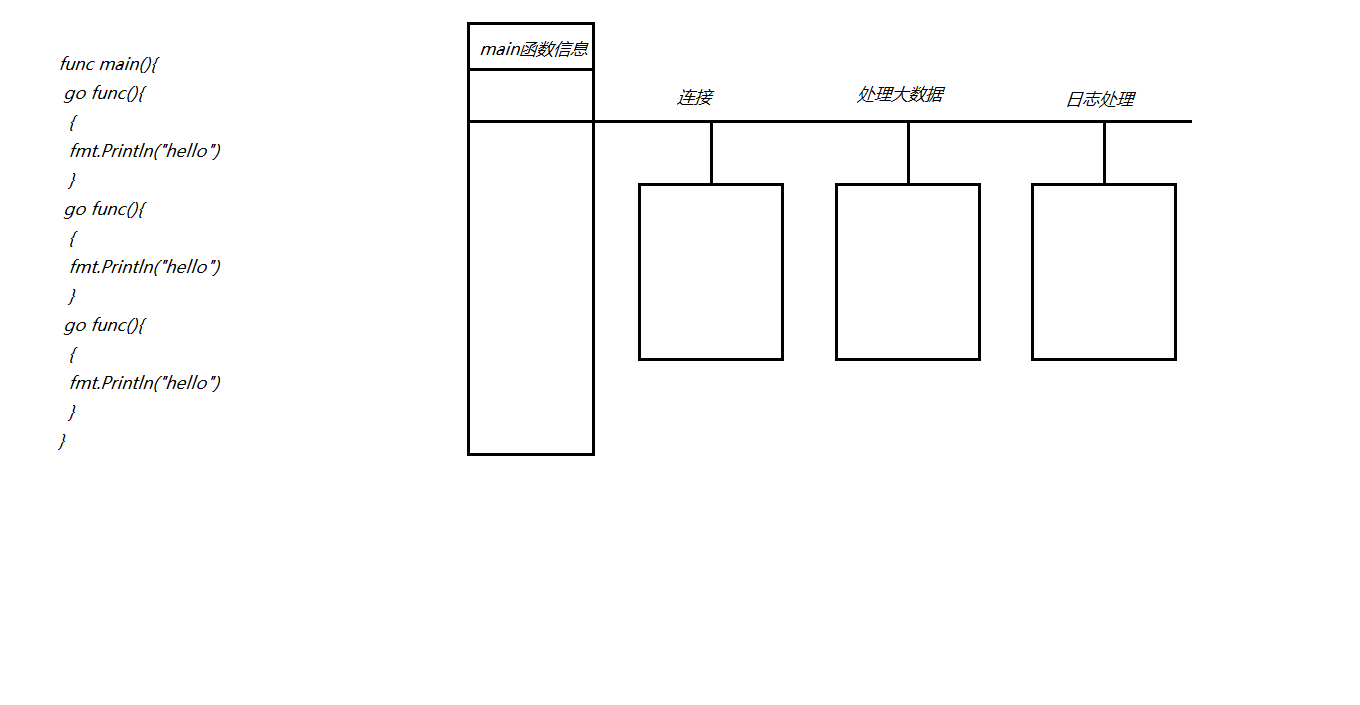 func main(){
go func(){
{
fmt.Println("hello")
}
go func(){
{
fmt.Println("hello")
}
go func(){
{
fmt.Println("hello")
}
}
main函数信息
连接
处理大数据
日志处理